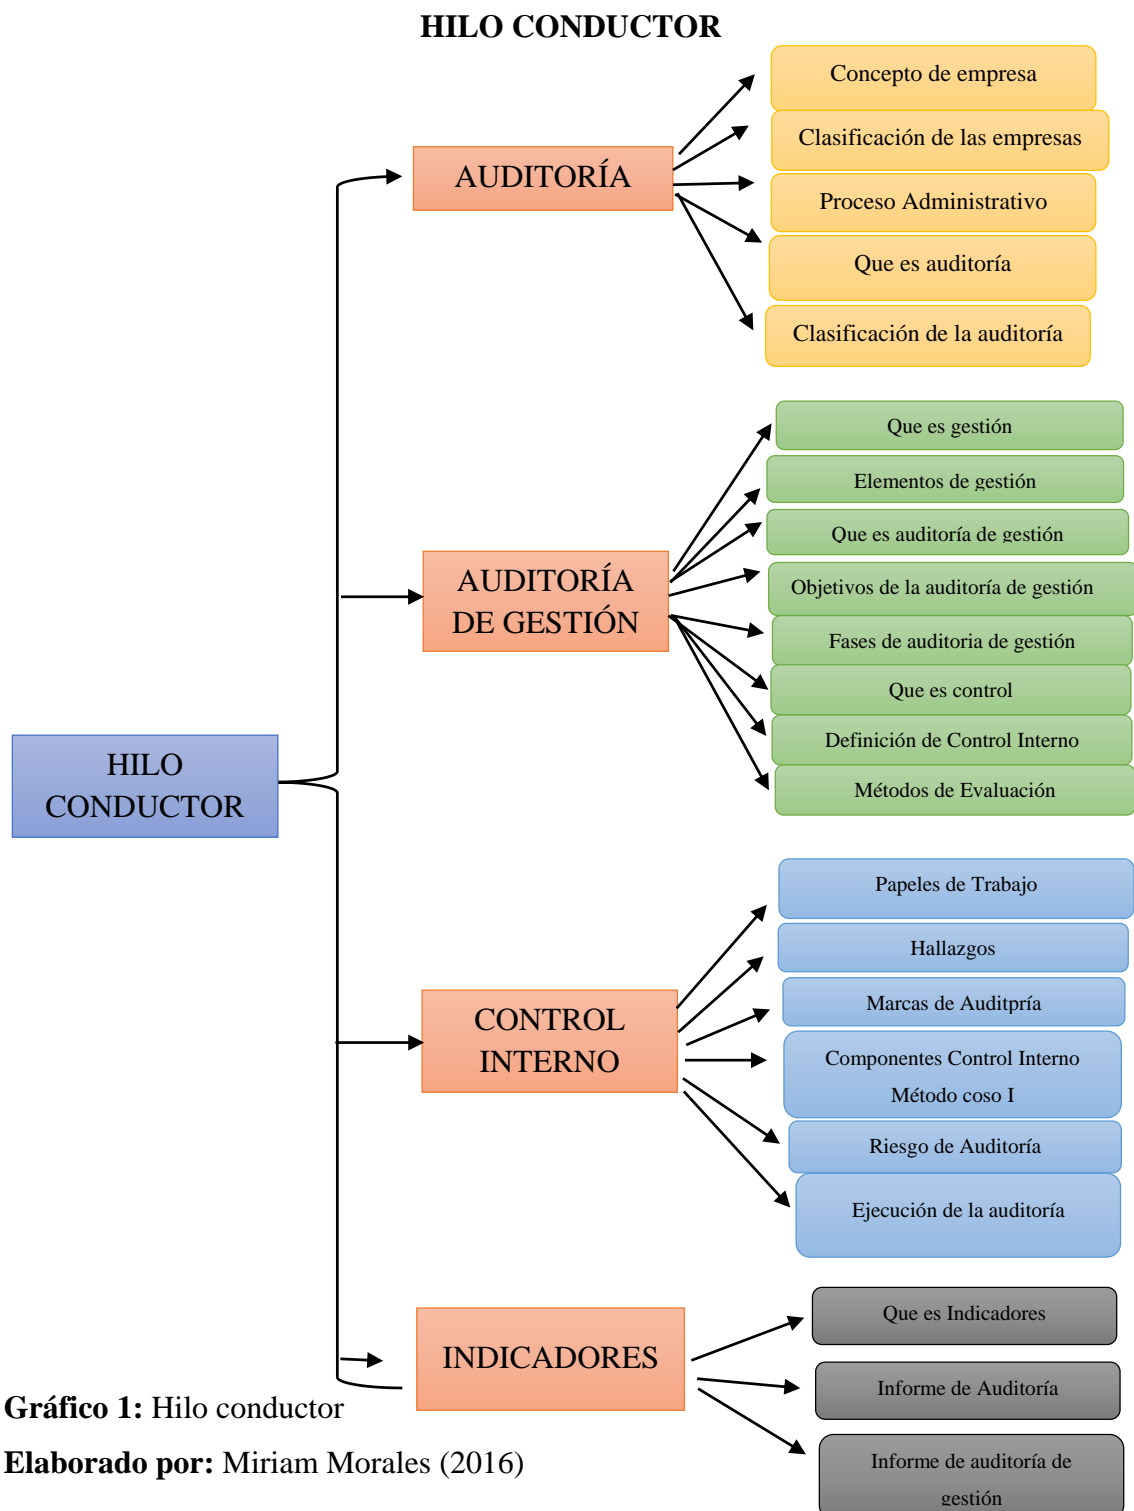 HILO CONDUCTOR
Concepto de empresa
Clasificación de las empresas
AUDITORÍA
Proceso Administrativo
Que es auditoría
Clasificación de la auditoría
Que es gestión
Elementos de gestión
Que es auditoría de gestión
AUDITORÍA
DE GESTIÓN
Objetivos de la auditoría de gestión
Fases de auditoria de gestión
Que es control
Definición de Control Interno
Métodos de Evaluación
HILO
CONDUCTOR
Papeles de Trabajo
Hallazgos
Marcas de Auditpría
CONTROL
INTERNO
Componentes Control Interno
Método coso I
Riesgo de Auditoría
Ejecución de la auditoría
Que es Indicadores
INDICADORES
Informe de Auditoría
Informe de auditoría de
gestión
Gráfico 1: Hilo conductor
Elaborado por: Miriam Morales (2016)